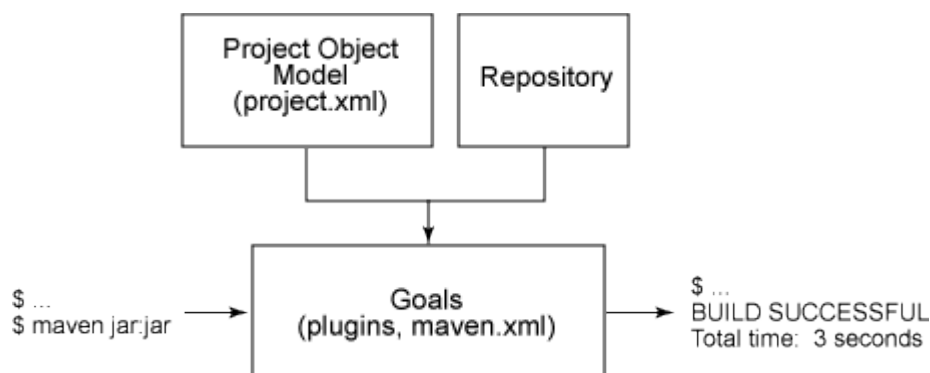 Project Object
Model
(project.xml)
Repository
$ ...
$ maven jar:jar
Goals
(plugins, maven.xml)
$ ...
BUILD SUCCESSFUL
Total time:  3 seconds